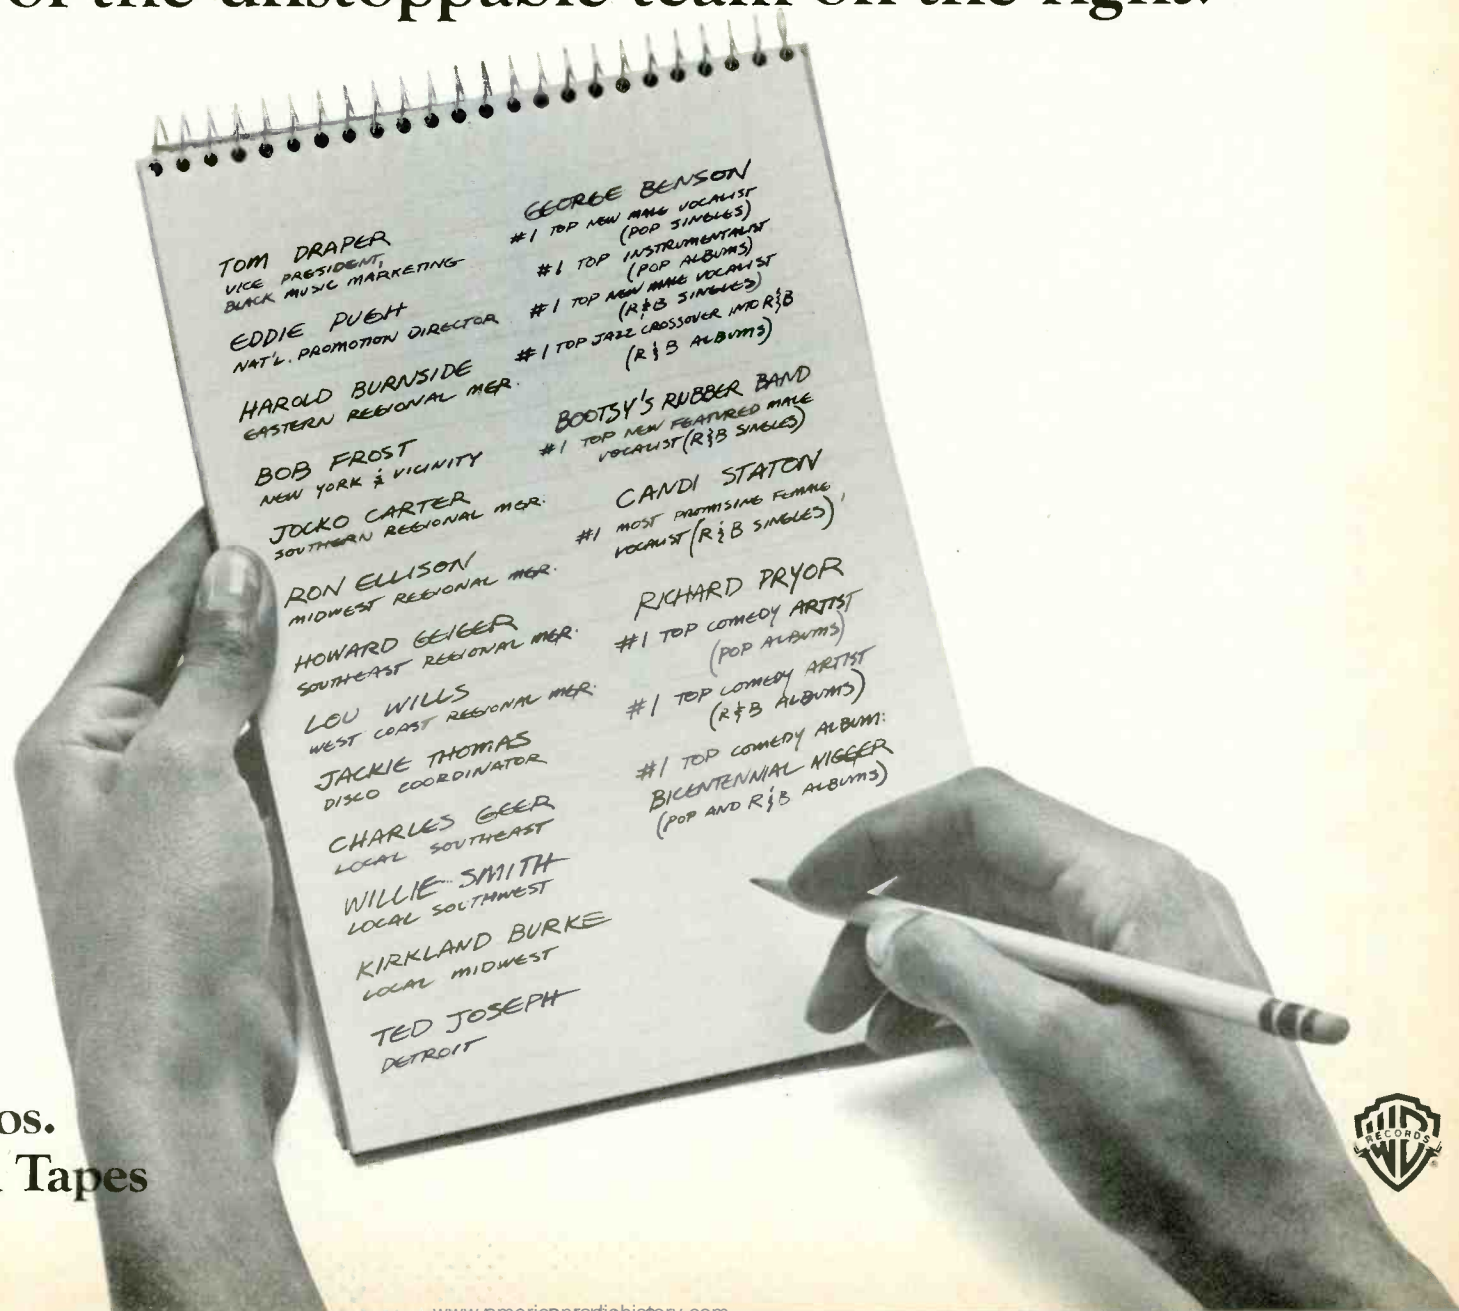 of the unstoppable team on the right.
TOM DRAPER
VICE PRESIDENT,
BLACK MUSIC MARKETING
EDDIE PUGH
NAT'L. PROMOTION DIRECTOR
HAROLD BURNSIDE
EASTERN REGIONAL MGR.
BOB FROST
NEW YORK & VICINITY
JOCKO CARTER
SOUTHERN REGIONAL MGR.
RON ELLISON
MIDWEST REGIONAL MGR.
HOWARD GEIGER
SOUTHEAST REGIONAL MGR.
LOU WILLS
WEST COAST REGIONAL MGR.
JACKIE THOMAS
DISCO COORDINATOR
CHARLES GEER
LOCAL SOUTHEAST
WILLIE SMITH
LOCAL SOUTHWEST
KIRKLAND BURKE
LOCAL MIDWEST
TED JOSEPH
DETROIT
GEORGE BENSON
#1 TOP NEW MALE VOCALIST
(POP SINGLES)
#1 TOP INSTRUMENTALIST
(POP ALBUMS)
#1 TOP NEW MALE VOCALIST
(R&B SINGLES)
#1 TOP JAZZ CROSSOVER INTO R&B
(R&B ALBUMS)
BOOTSY'S RUBBER BAND
#1 TOP NEW FEATURED MALE
VOCALIST (R&B SINGLES)
CANDI STATON
#1 MOST PROMISING FEMALE
VOCALIST (R&B SINGLES)
RICHARD PRYOR
#1 TOP COMEDY ARTIST
(POP ALBUMS)
#1 TOP COMEDY ARTIST
(R&B ALBUMS)
#1 TOP COMEDY ALBUM:
BICENTENNIAL NIGGER
(POP AND R&B ALBUMS)
os.
Tapes
RECORDS